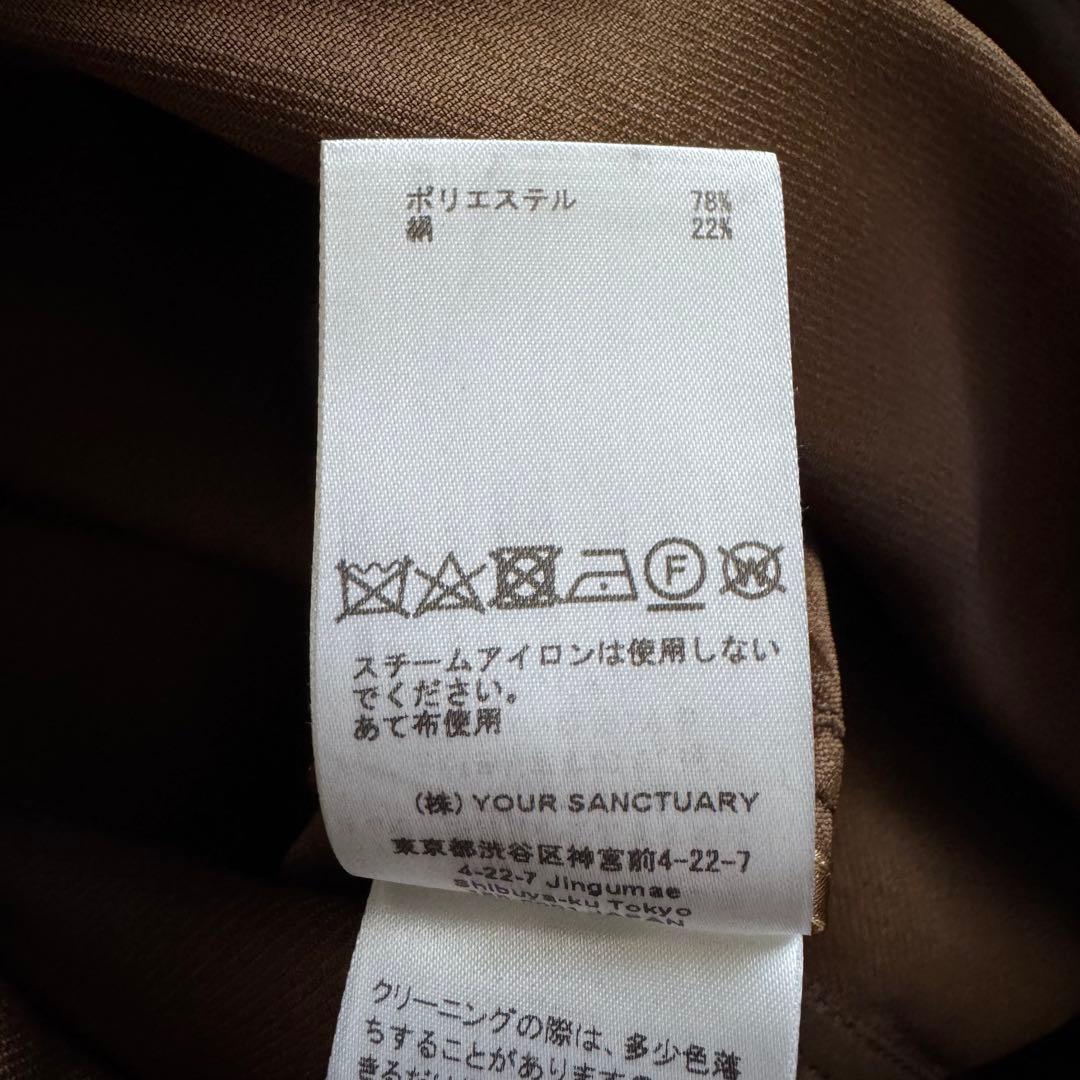 ポリエステル 78%
絹 22%
F W
スチームアイロンは使用しない
でください。
あて布使用
(株) YOUR SANCTUARY
東京都渋谷区神宮前4-22-7
4-22-7 Jingumae
shibuya-ku Tokyo
JAPAN
クリーニングの際は、多少色落
ちすることがあります